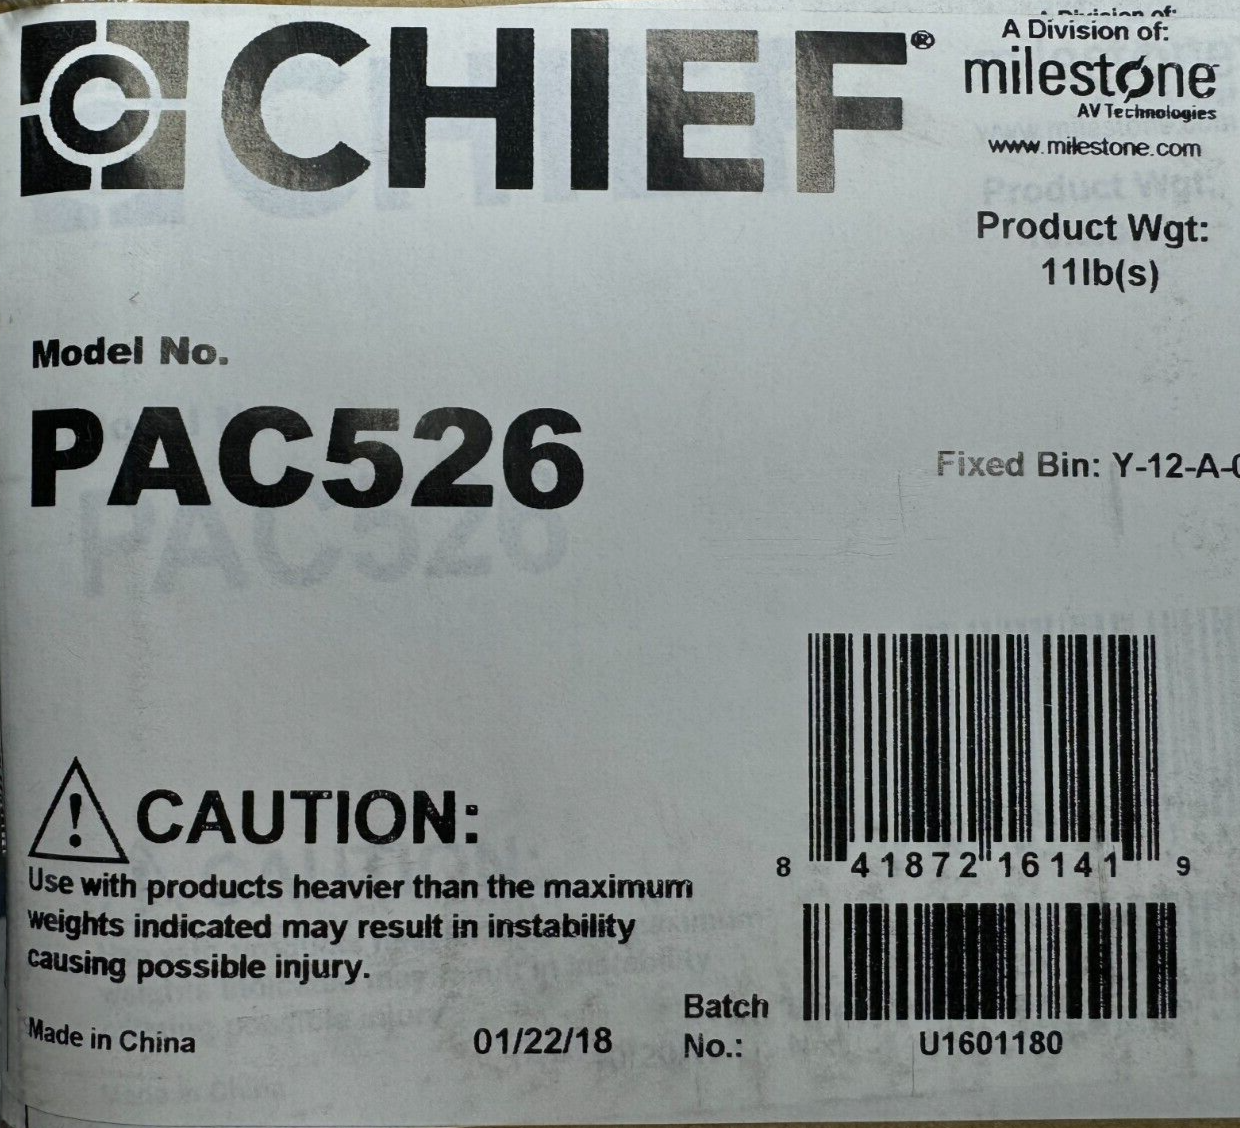 CHIEF®
A Division of:
milestone
AV Technologies
www.milestone.com
Product Wgt:
11lb(s)
Model No.
PAC526
Fixed Bin: Y-12-A-
CAUTION:
Use with products heavier than the maximum
weights indicated may result in instability
causing possible injury.
8 41872 16141 9
Batch
No.:
U1601180
Made in China
01/22/18